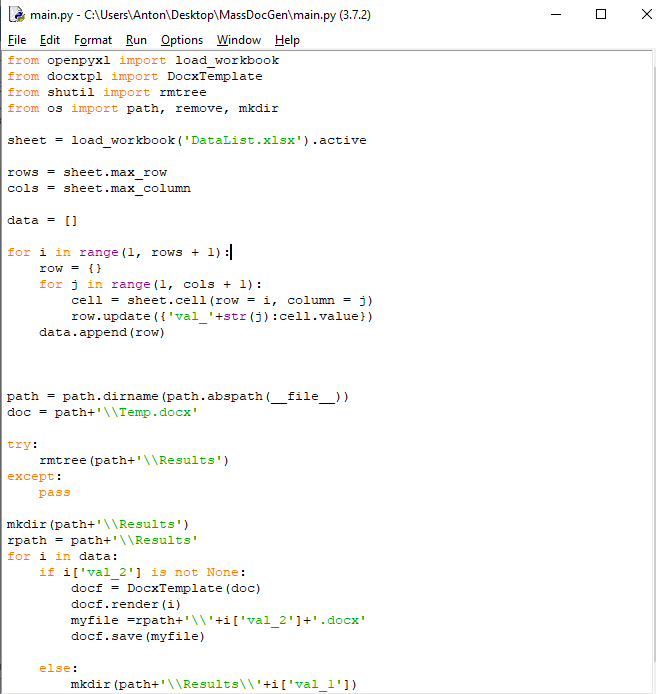 main.py - C:\Users\Anton\Desktop\MassDocGen\main.py (3.7.2)
File Edit Format Run Options Window Help
from openpyxl import load_workbook
from docxtpl import DocxTemplate
from shutil import rmtree
from os import path, remove, mkdir
sheet = load_workbook('DataList.xlsx').active
rows = sheet.max_row
cols = sheet.max_column
data = []
for i in range(1, rows + 1):
    row = {}
    for j in range(1, cols + 1):
        cell = sheet.cell(row = i, column = j)
        row.update({'val_'+str(j):cell.value})
    data.append(row)
path = path.dirname(path.abspath(__file__))
doc = path+'\\Temp.docx'
try:
    rmtree(path+'\\Results')
except:
    pass
mkdir(path+'\\Results')
rpath = path+'\\Results'
for i in data:
    if i['val_2'] is not None:
        docf = DocxTemplate(doc)
        docf.render(i)
        myfile =rpath+'\\'+i['val_2']+'.docx'
        docf.save(myfile)
    else:
        mkdir(path+'\\Results\\'+i['val_1'])